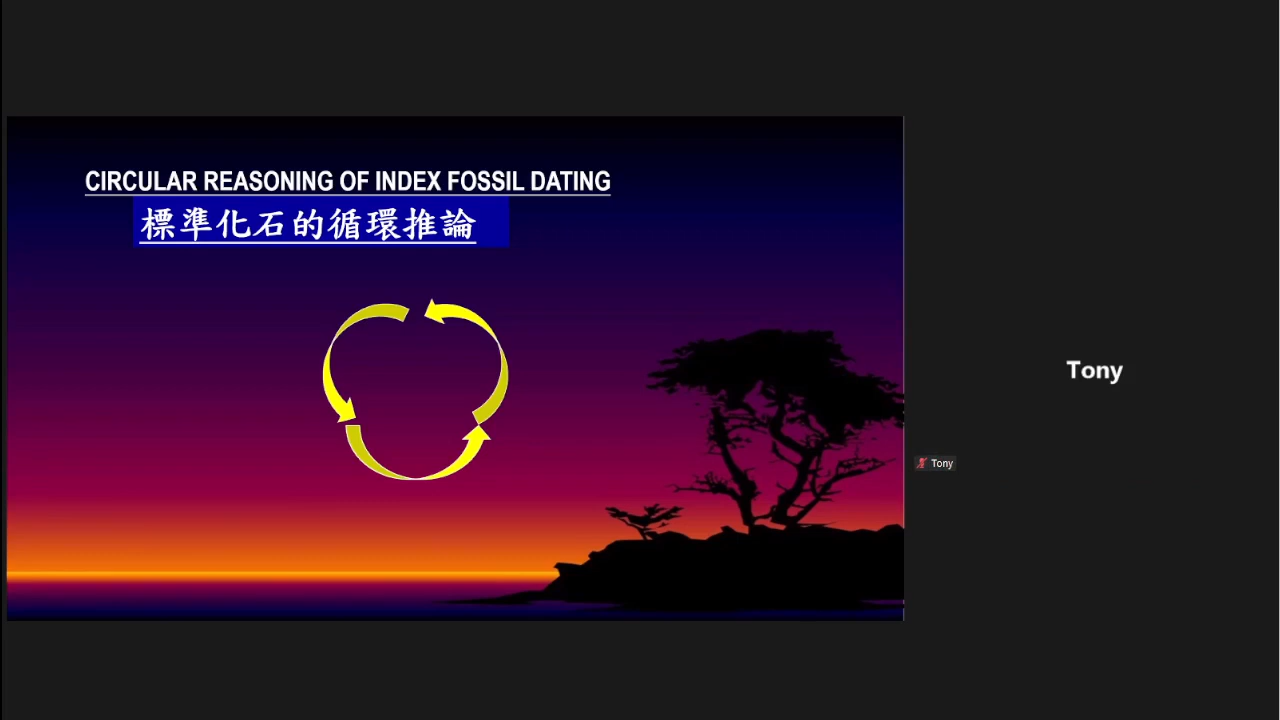 CIRCULAR REASONING OF INDEX FOSSIL DATING
標準化石的循環推論
Tony
Tony